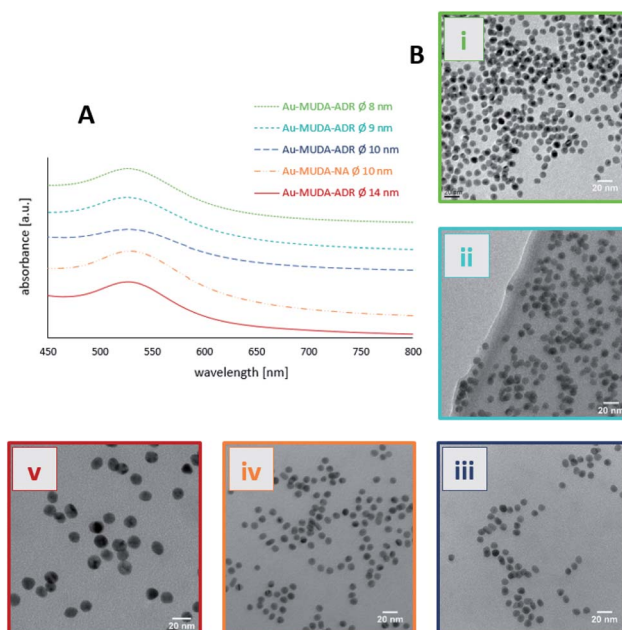 A
Au-MUDA-ADR Ø 8 nm
Au-MUDA-ADR Ø 9 nm
Au-MUDA-ADR Ø 10 nm
Au-MUDA-NA Ø 10 nm
Au-MUDA-ADR Ø 14 nm
absorbance [a.u.]
450 500 550 600 650 700 750 800
wavelength [nm]
B
i
20 nm
ii
20 nm
v
20 nm
iv
20 nm
iii
20 nm